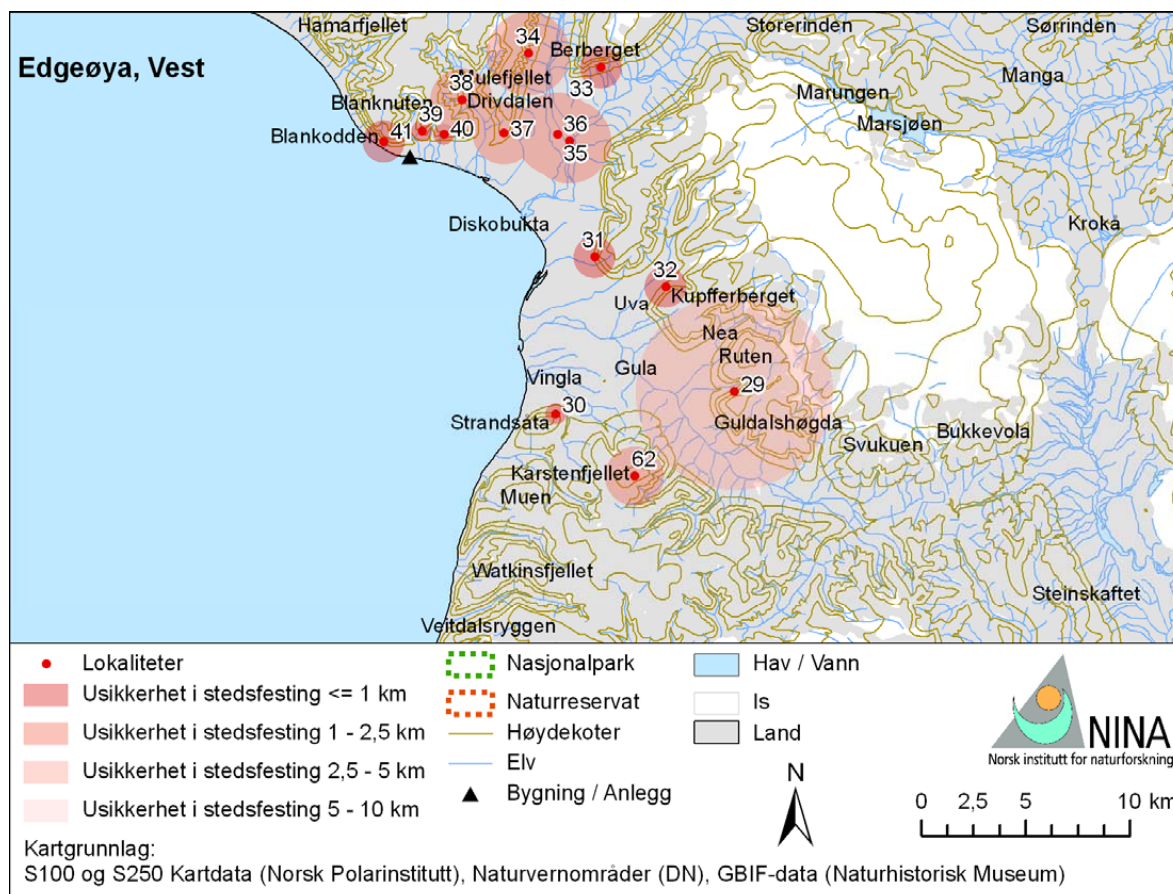 Hamarfjellet
34
Storerinden
Sørrinden
Berberget
Edgeøya, Vest
33
Manga
38
Drivdalen
Marungen
Blanknuten
39
Marsjøen
Blankodden
41
40
37
36
35
Diskobukta
Kroka
31
32
Uva
Kupfferberget
Nea
Ruten
Gula
Vingla
29
30
Strandsåta
Guldalshøgda
Bukkevola
Svukuen
62
Karstenfjellet
Muen
Watkinsfjellet
Steinskaftet
Veitdalsryggen
Lokaliteter
Usikkerhet i stedsfesting <= 1 km
Usikkerhet i stedsfesting 1 - 2,5 km
Usikkerhet i stedsfesting 2,5 - 5 km
Usikkerhet i stedsfesting 5 - 10 km
Nasjonalpark
Naturreservat
Høydekoter
Elv
Bygning / Anlegg
Hav / Vann
Is
Land
N
NINA
Norsk institutt for naturforskning
0 2,5 5 10 km
Kartgrunnlag:
S100 og S250 Kartdata (Norsk Polarinstitutt), Naturvernområder (DN), GBIF-data (Naturhistorisk Museum)